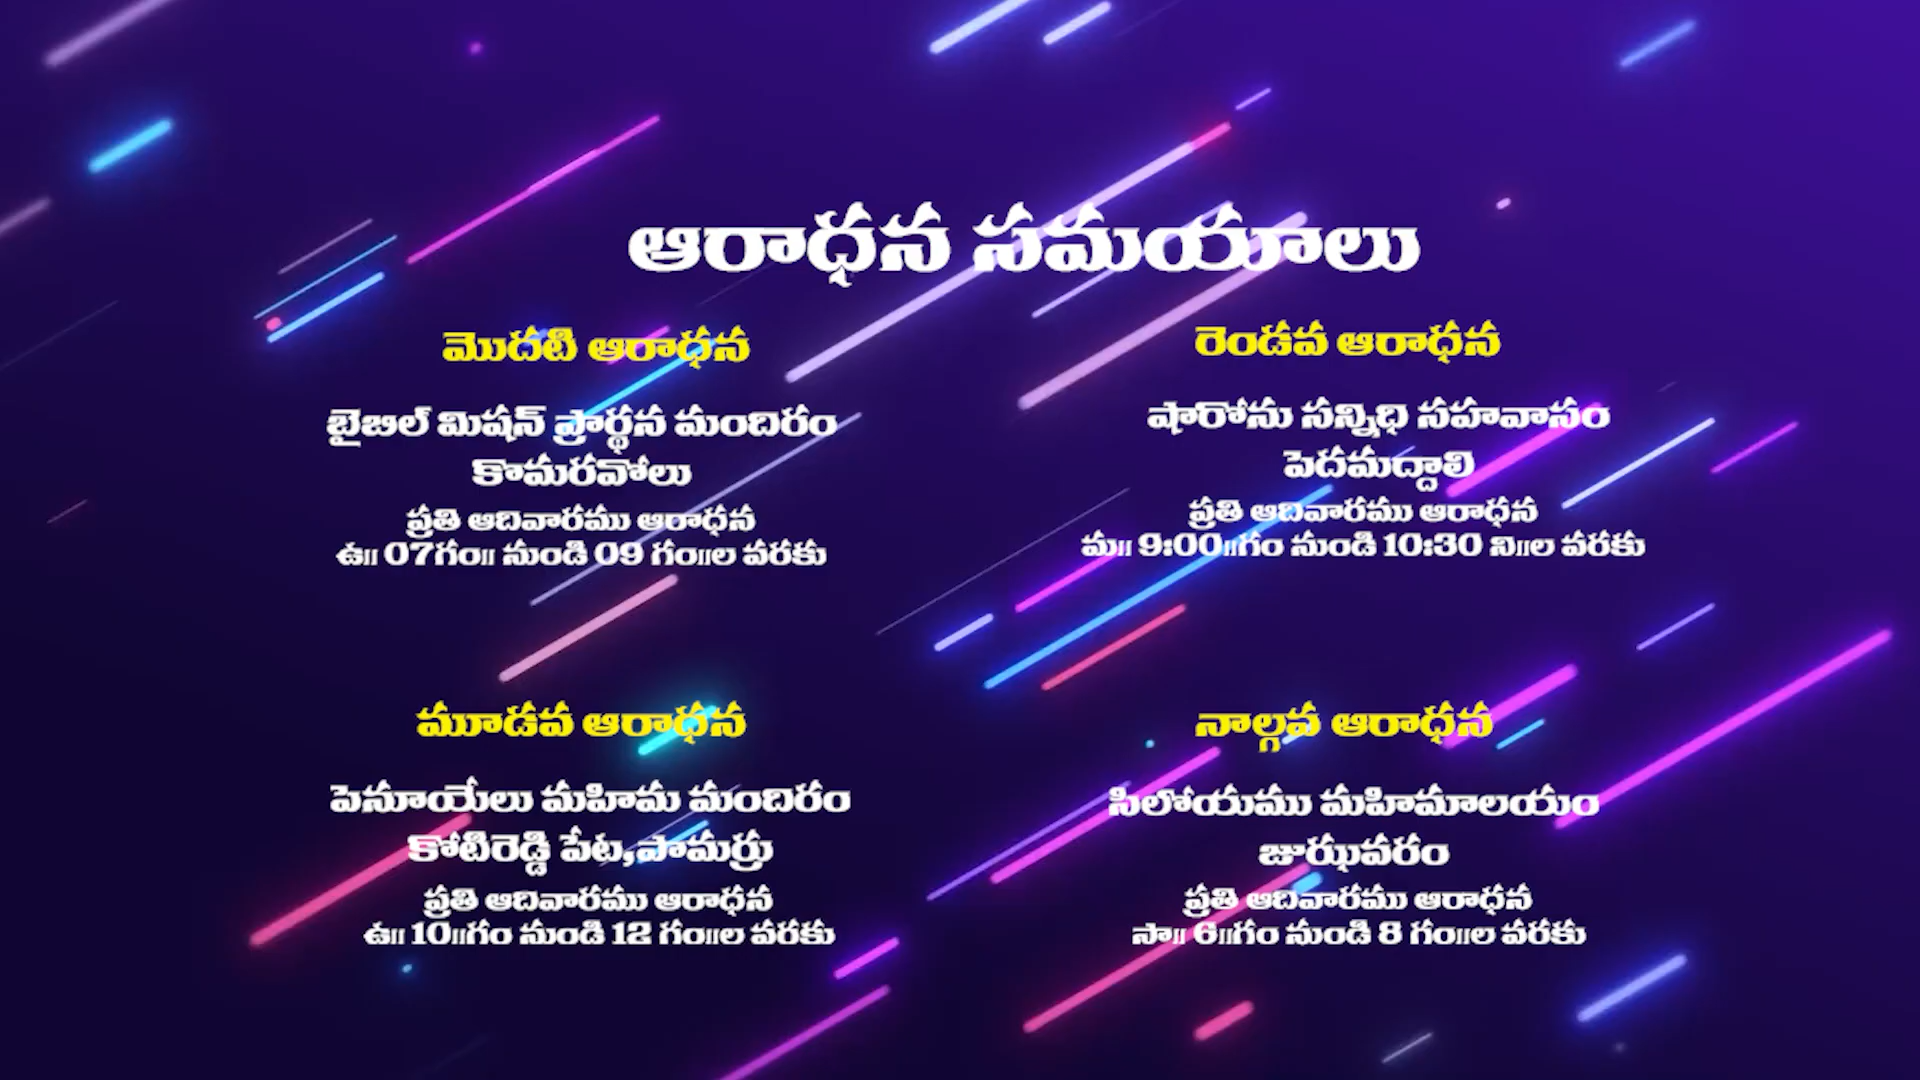 ఆరాధన సమయాలు
మొదటి ఆరాధన
బైబిల్ మిషన్ ప్రార్థన మందిరం
కొమరవోలు
ప్రతి ఆదివారము ఆరాధన
ఉ॥ 07గం॥ నుండి 09 గం॥ల వరకు
రెండవ ఆరాధన
షారోను సన్నిధి సహవాసం
పెదమద్దాలి
ప్రతి ఆదివారము ఆరాధన
మ॥ 9:00॥గం నుండి 10:30 ని॥ల వరకు
మూడవ ఆరాధన
పెనూయేలు మహిమ మందిరం
కోటిరెడ్డి పేట,పామర్రు
ప్రతి ఆదివారము ఆరాధన
ఉ॥ 10॥గం నుండి 12 గం॥ల వరకు
నాల్గవ ఆరాధన
సిలోయము మహిమాలయం
జుఝవరం
ప్రతి ఆదివారము ఆరాధన
సా॥ 6॥గం నుండి 8 గం॥ల వరకు